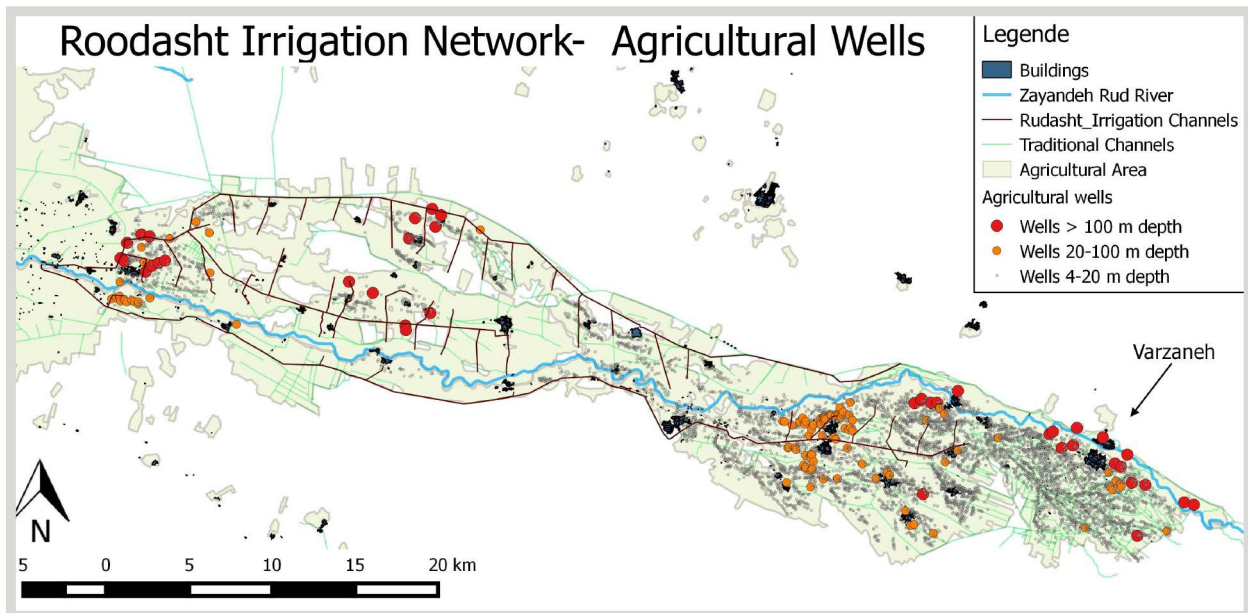 Roodasht Irrigation Network-  Agricultural Wells
Legende
Buildings
Zayandeh Rud River
Rudasht_Irrigation Channels
Traditional Channels
Agricultural Area
Agricultural wells
Wells > 100 m depth
Wells 20-100 m depth
Wells 4-20 m depth
Varzaneh
N
5 0 5 10 15 20 km